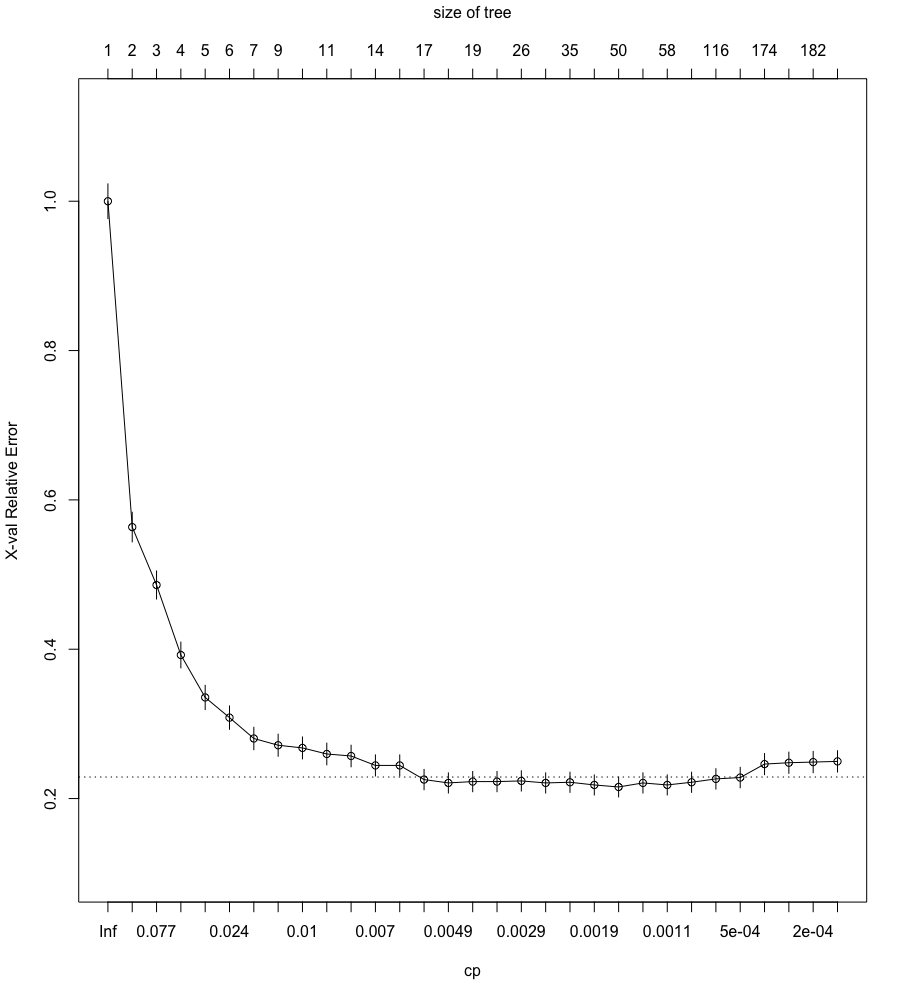 size of tree
1 2 3 4 5 6 7 9 11 14 17 19 26 35 50 58 116 174 182
X-val Relative Error
1.0
0.8
0.6
0.4
0.2
Inf 0.077 0.024 0.01 0.007 0.0049 0.0029 0.0019 0.0011 5e-04 2e-04
cp